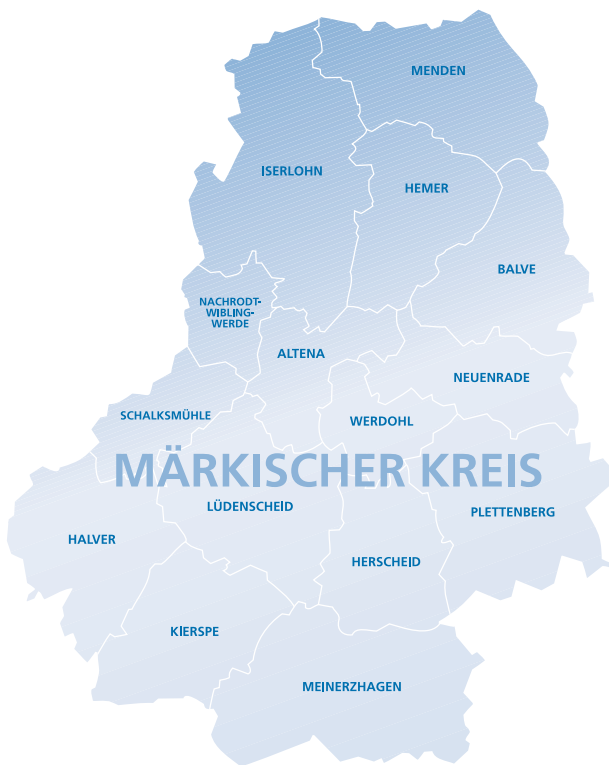 MENDEN
ISERLOHN
HEMER
BALVE
NACHRODT-
WIBLING-
WERDE
ALTENA
NEUENRADE
SCHALKSMÜHLE
WERDOHL
MÄRKISCHER KREIS
LÜDENSCHEID
PLETTENBERG
HALVER
HERSCHEID
KIERSPE
MEINERZHAGEN